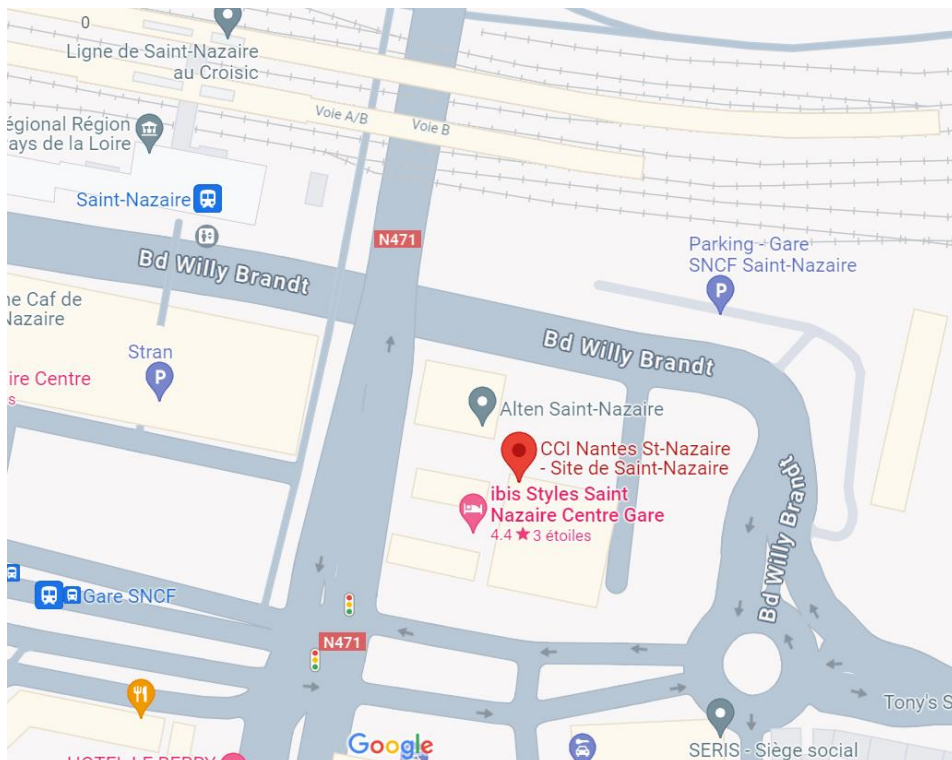 0
Ligne de Saint-Nazaire
au Croisic
Voie A/B
Voie B
égional Région
ays de la Loire
Saint-Nazaire
N471
Bd Willy Brandt
Parking - Gare
SNCF Saint-Nazaire
ne Caf de
Nazaire
Stran
Bd Willy Brandt
ire Centre
s
Alten Saint-Nazaire
CCI Nantes St-Nazaire
- Site de Saint-Nazaire
ibis Styles Saint
Nazaire Centre Gare
4.4 ★ 3 étoiles
Bd Willy Brandt
Gare SNCF
N471
Tony's S
Google
SERIS - Siège social